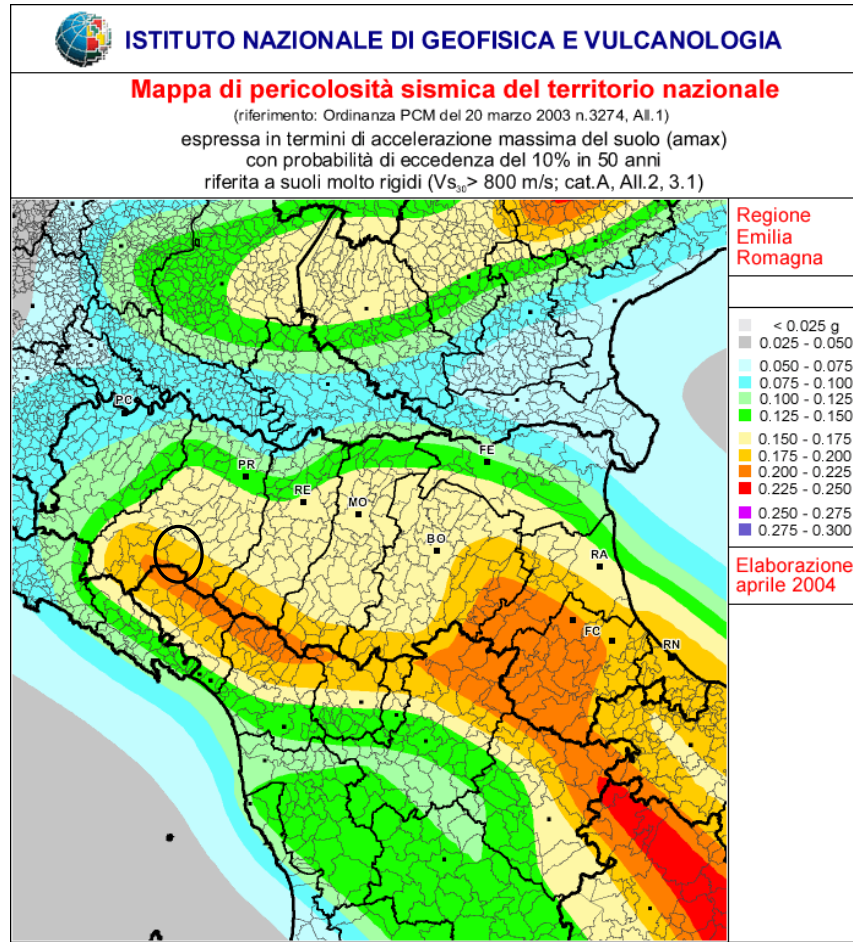 ISTITUTO NAZIONALE DI GEOFISICA E VULCANOLOGIA
Mappa di pericolosità sismica del territorio nazionale
(riferimento: Ordinanza PCM del 20 marzo 2003 n.3274, All.1)
espressa in termini di accelerazione massima del suolo (amax)
con probabilità di eccedenza del 10% in 50 anni
riferita a suoli molto rigidi (Vs₃₀> 800 m/s; cat.A, All.2, 3.1)
Regione
Emilia
Romagna
< 0.025 g
0.025 - 0.050
0.050 - 0.075
0.075 - 0.100
0.100 - 0.125
0.125 - 0.150
0.150 - 0.175
0.175 - 0.200
0.200 - 0.225
0.225 - 0.250
0.250 - 0.275
0.275 - 0.300
Elaborazione
aprile 2004
PC
PR
FE
RE
MO
BO
RA
FC
RN